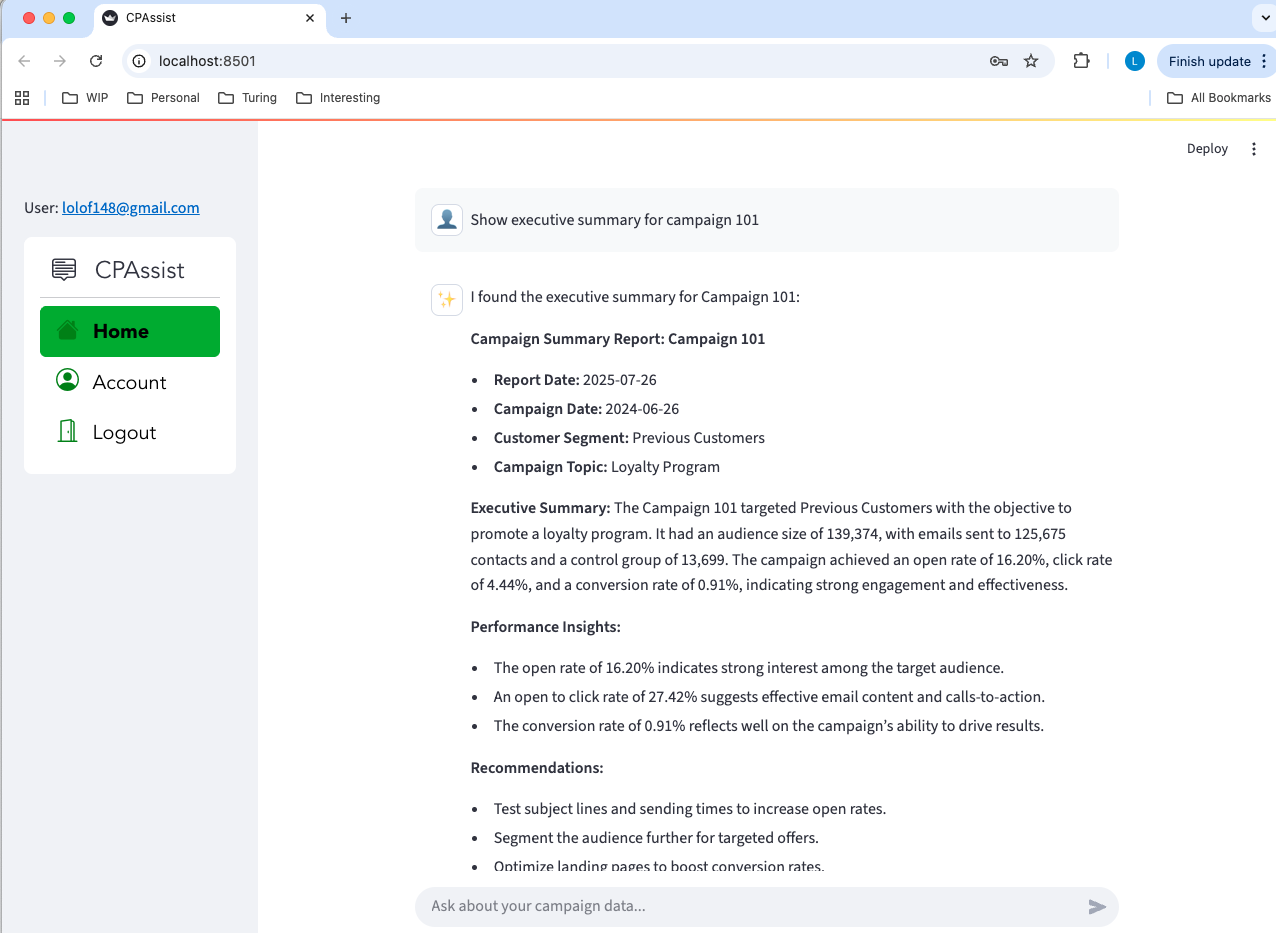 CPAssist
localhost:8501
L
Finish update
WIP
Personal
Turing
Interesting
All Bookmarks
Deploy
User: lolof148@gmail.com
CPAssist
Home
Account
Logout
Show executive summary for campaign 101
I found the executive summary for Campaign 101:
Campaign Summary Report: Campaign 101
Report Date: 2025-07-26
Campaign Date: 2024-06-26
Customer Segment: Previous Customers
Campaign Topic: Loyalty Program
Executive Summary: The Campaign 101 targeted Previous Customers with the objective to
promote a loyalty program. It had an audience size of 139,374, with emails sent to 125,675
contacts and a control group of 13,699. The campaign achieved an open rate of 16.20%, click rate
of 4.44%, and a conversion rate of 0.91%, indicating strong engagement and effectiveness.
Performance Insights:
The open rate of 16.20% indicates strong interest among the target audience.
An open to click rate of 27.42% suggests effective email content and calls-to-action.
The conversion rate of 0.91% reflects well on the campaign’s ability to drive results.
Recommendations:
Test subject lines and sending times to increase open rates.
Segment the audience further for targeted offers.
Optimize landing pages to boost conversion rates.
Ask about your campaign data...